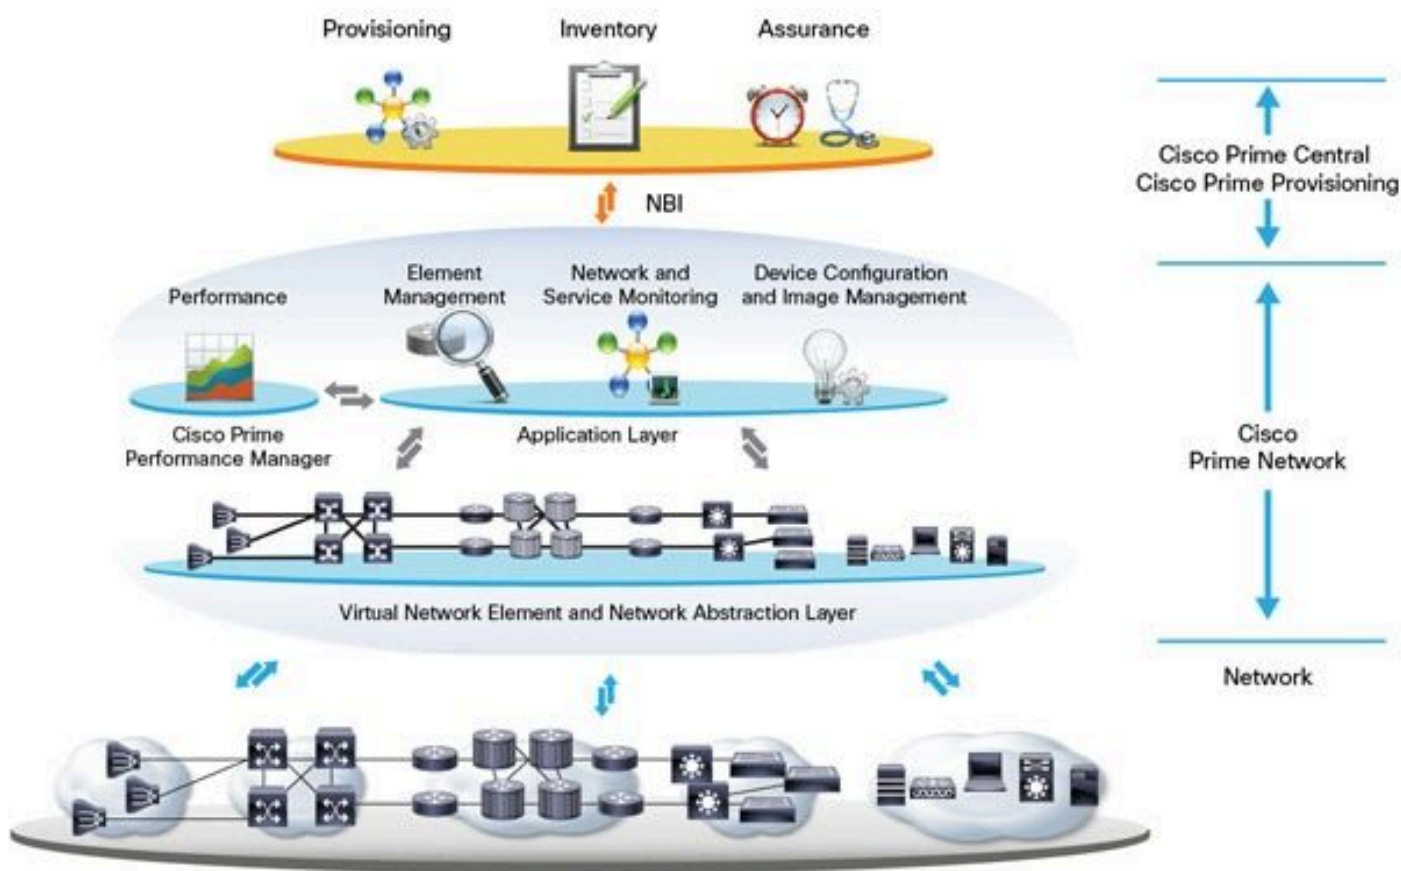 Provisioning
Inventory
Assurance
Cisco Prime Central
Cisco Prime Provisioning
NBI
Performance
Element
Management
Network and
Service Monitoring
Device Configuration
and Image Management
Cisco Prime
Performance Manager
Application Layer
Cisco
Prime Network
Virtual Network Element and Network Abstraction Layer
Network